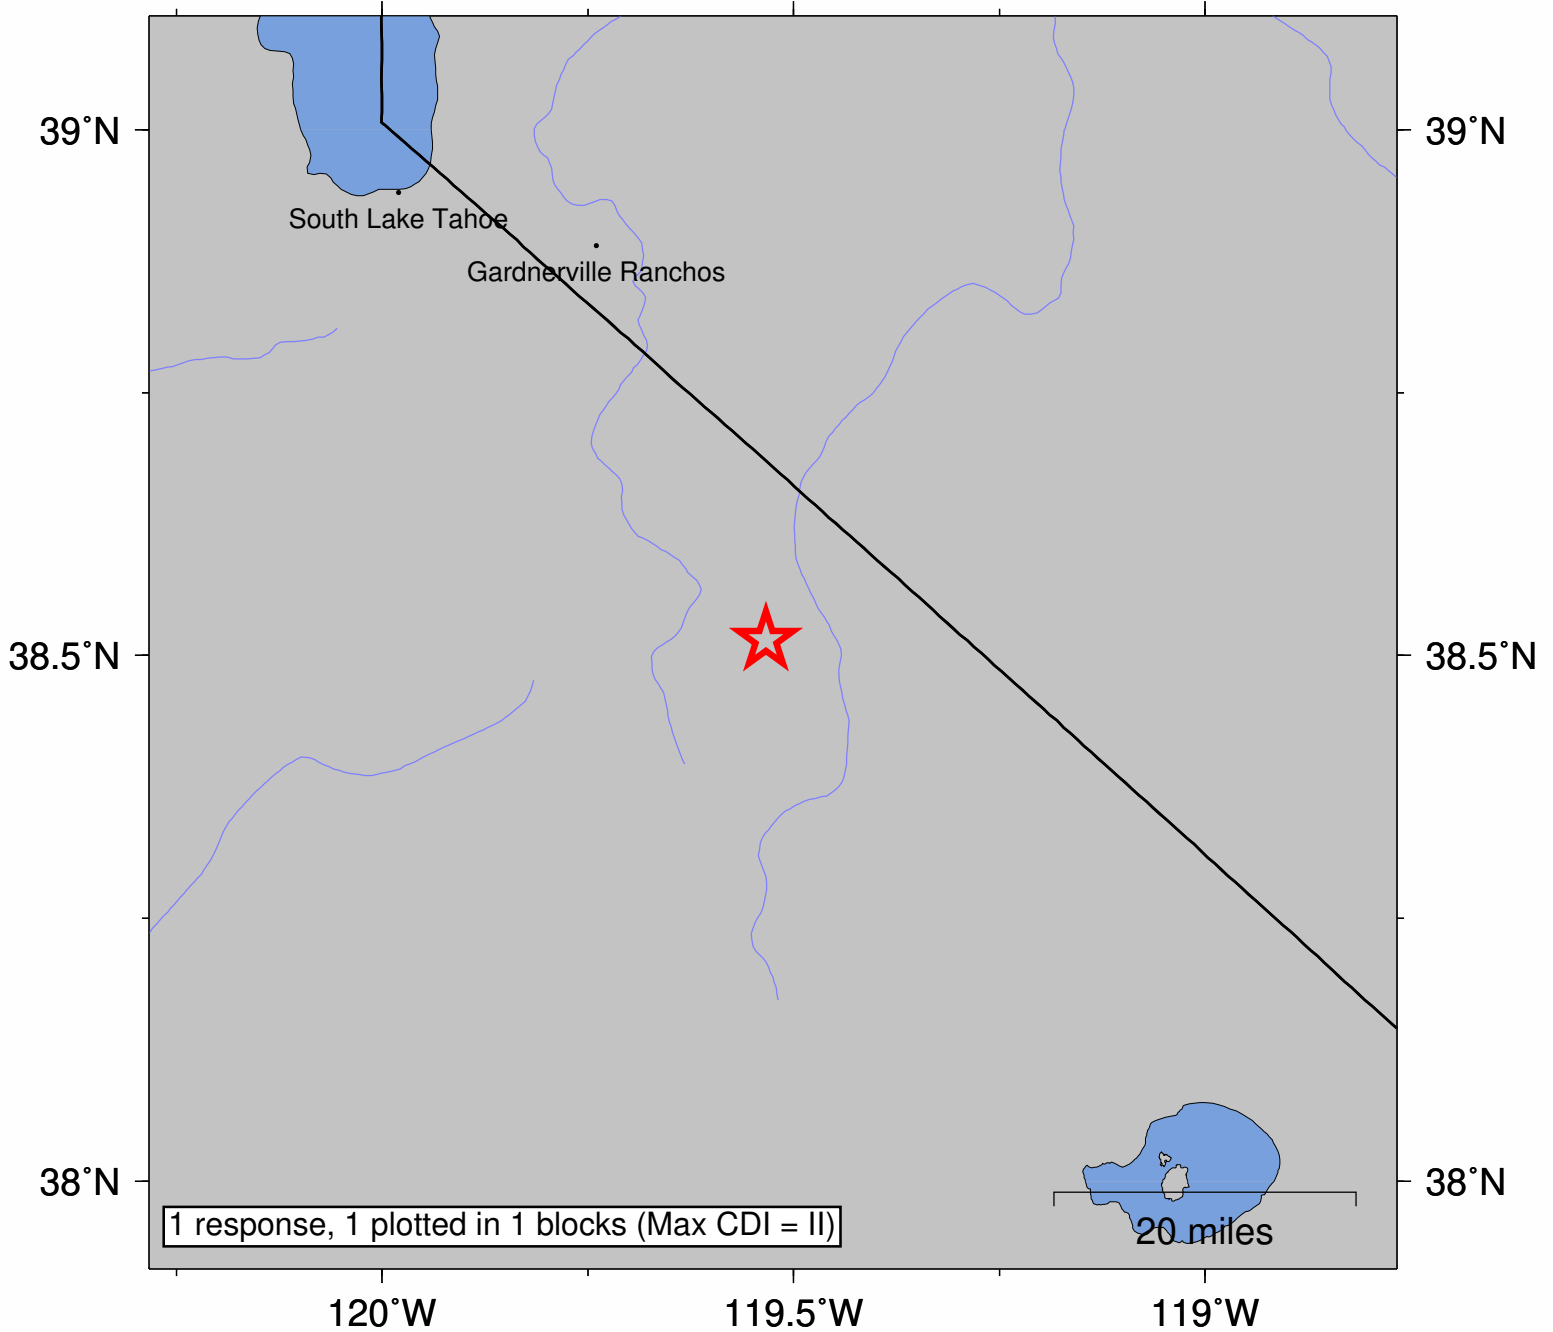 39˚N
39˚N
South Lake Tahoe
Gardnerville Ranchos
38.5˚N
38.5˚N
38˚N
38˚N
1 response, 1 plotted in 1 blocks (Max CDI = II)
20 miles
120˚W
119.5˚W
119˚W